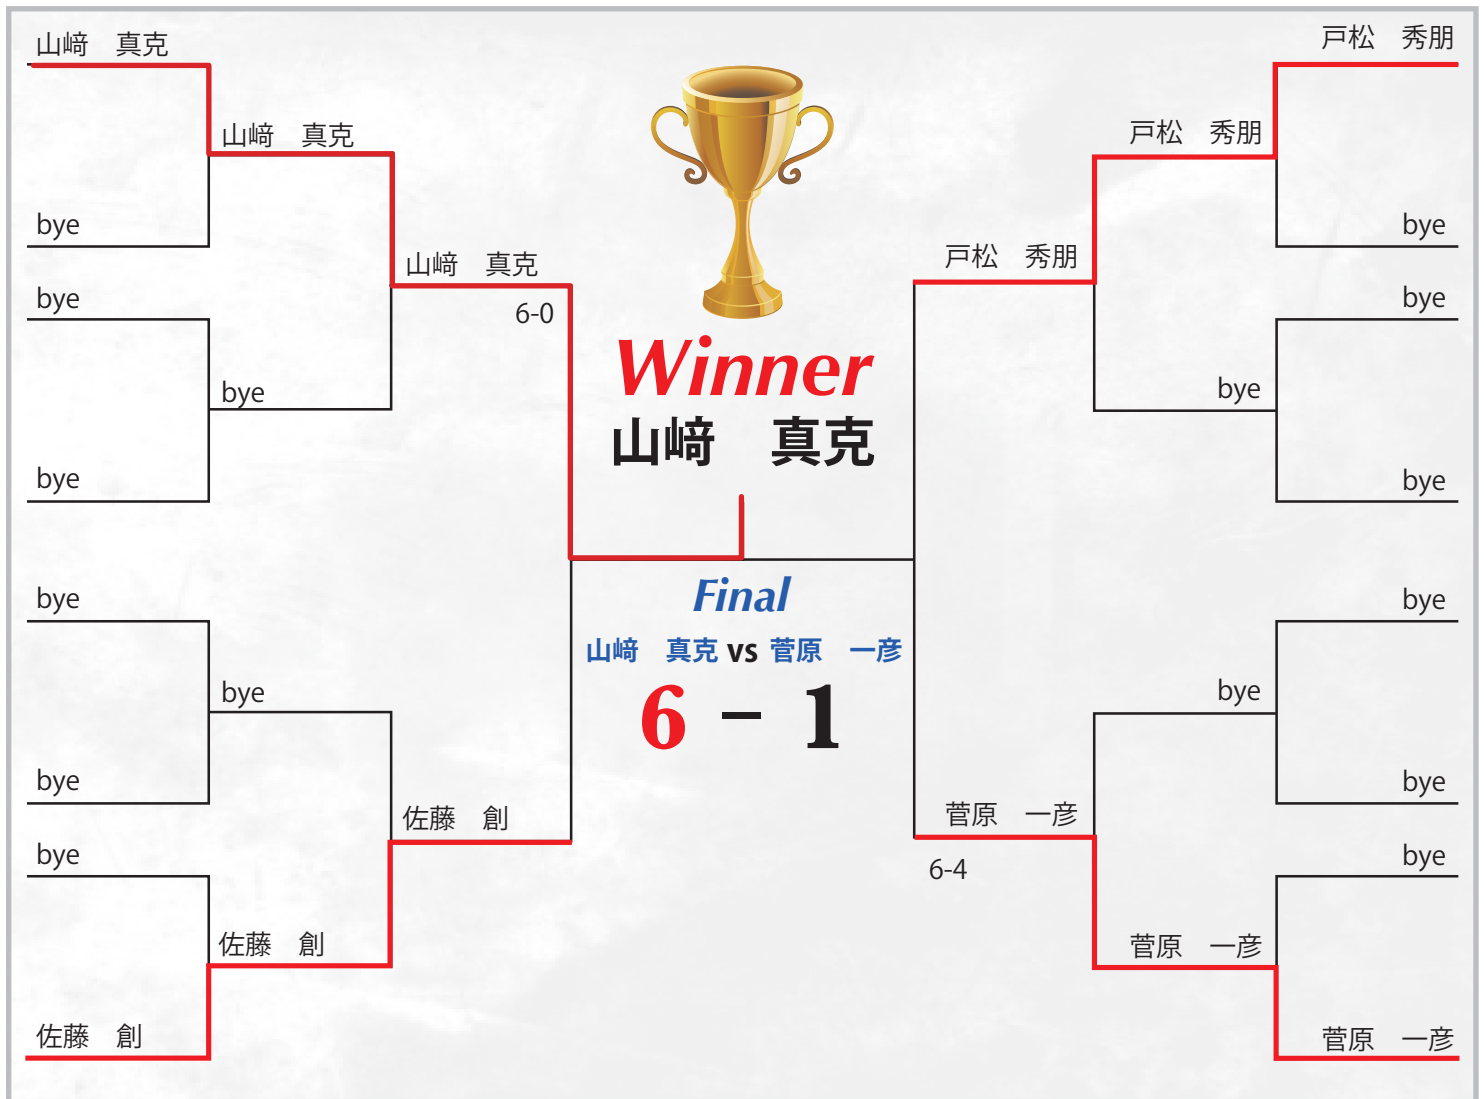 山﨑　真克
山﨑　真克
bye
bye
山﨑　真克
6-0
bye
bye
bye
bye
bye
bye
佐藤　創
佐藤　創
佐藤　創
Winner
山﨑　真克
Final
山﨑　真克 vs 菅原　一彦
6 － 1
戸松　秀朋
戸松　秀朋
bye
戸松　秀朋
bye
bye
bye
bye
bye
bye
菅原　一彦
6-4
bye
菅原　一彦
菅原　一彦